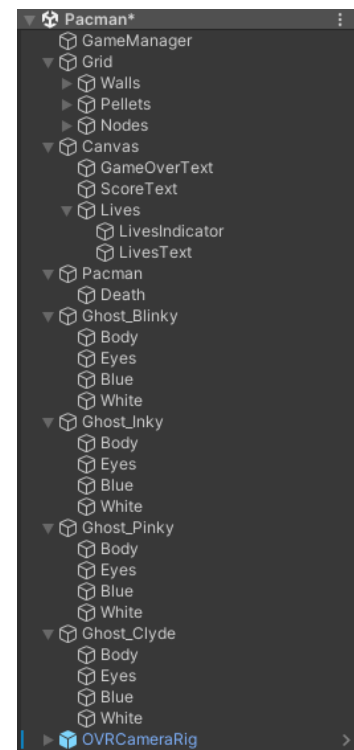 Pacman*
GameManager
Grid
Walls
Pellets
Nodes
Canvas
GameOverText
ScoreText
Lives
LivesIndicator
LivesText
Pacman
Death
Ghost_Blinky
Body
Eyes
Blue
White
Ghost_Inky
Body
Eyes
Blue
White
Ghost_Pinky
Body
Eyes
Blue
White
Ghost_Clyde
Body
Eyes
Blue
White
OVRCameraRig